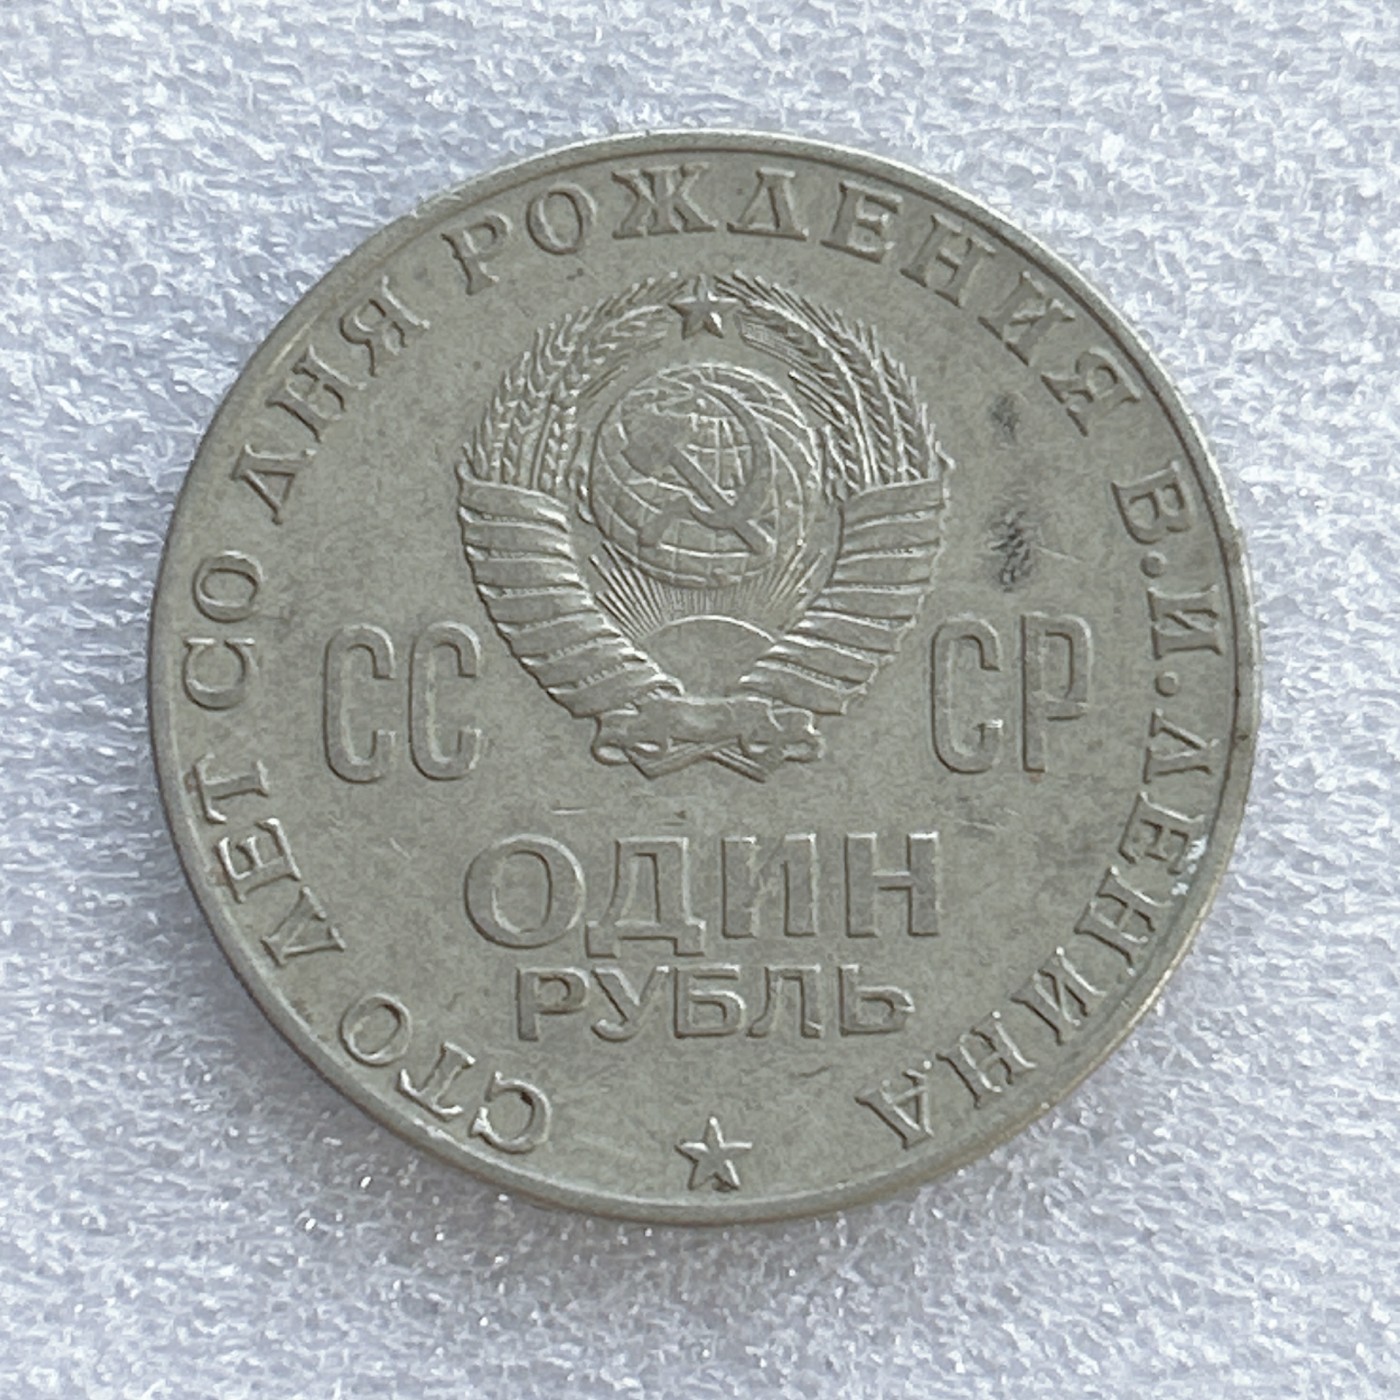 СТО ЛЕТ СО ДНЯ РОЖДЕНИЯ В.И.ЛЕНИНА
СС СР
ОДИН
РУБЛЬ